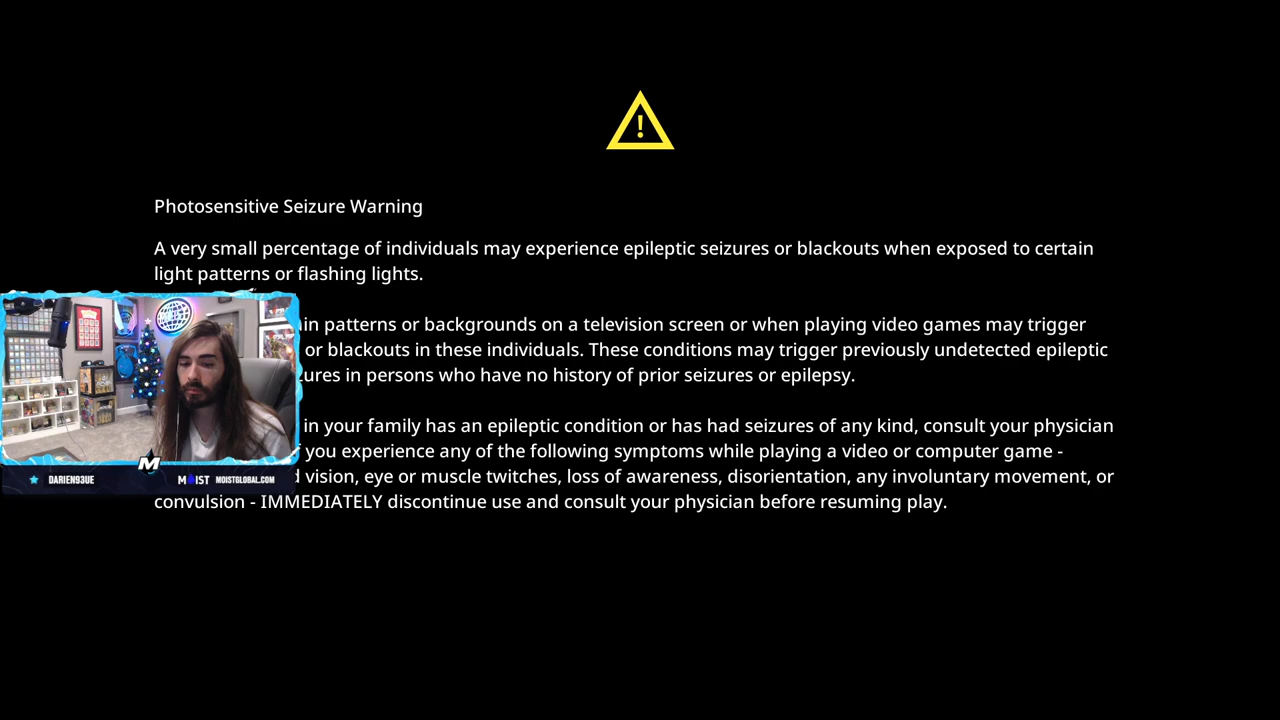 Photosensitive Seizure Warning
A very small percentage of individuals may experience epileptic seizures or blackouts when exposed to certain
light patterns or flashing lights.
patterns or backgrounds on a television screen or when playing video games may trigger
or blackouts in these individuals. These conditions may trigger previously undetected epileptic
in persons who have no history of prior seizures or epilepsy.
in your family has an epileptic condition or has had seizures of any kind, consult your physician
you experience any of the following symptoms while playing a video or computer game -
vision, eye or muscle twitches, loss of awareness, disorientation, any involuntary movement, or
convulsion - IMMEDIATELY discontinue use and consult your physician before resuming play.
M
DARIEN93UE
MOIST
MOISTGLOBAL.COM